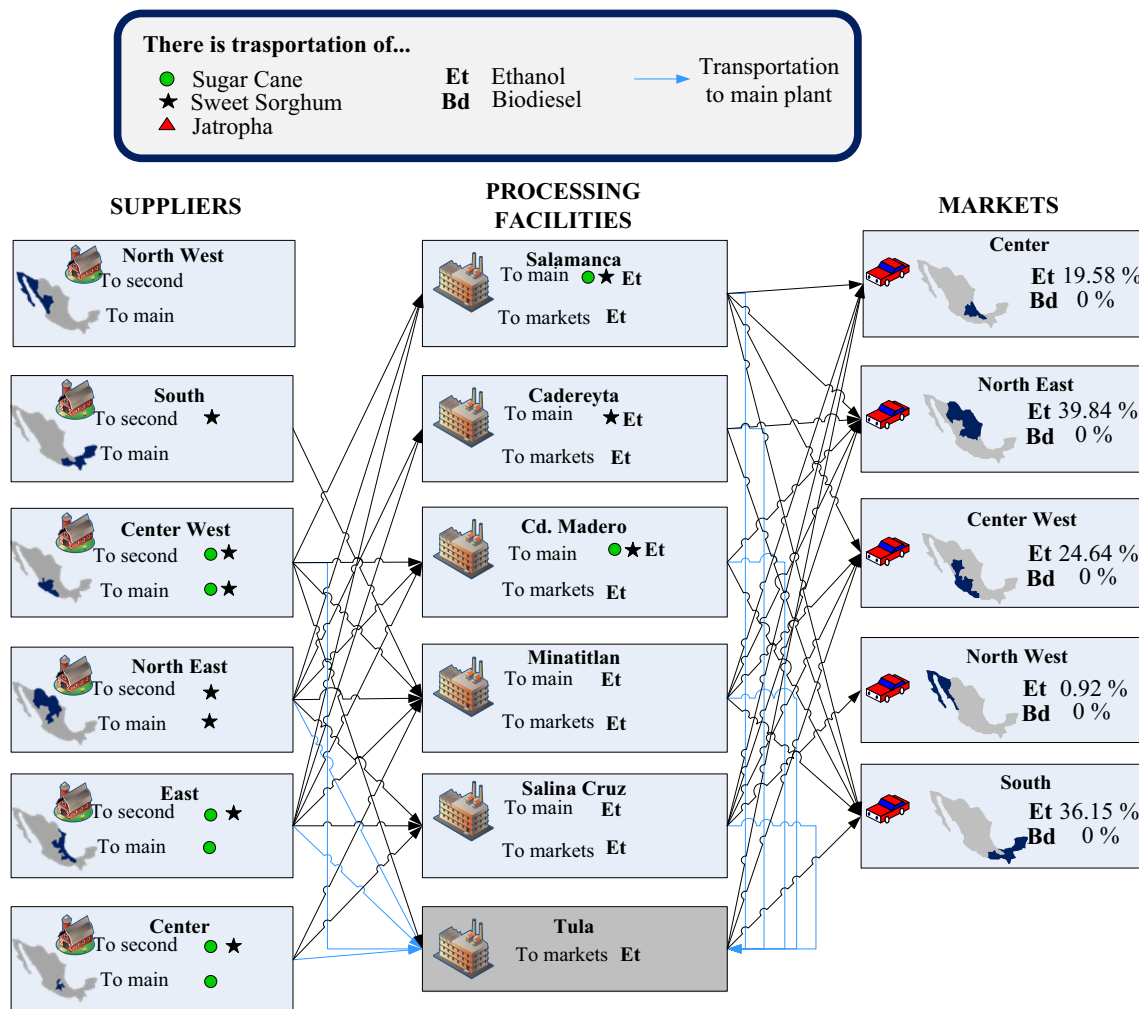 There is trasportation of...
Sugar Cane
Sweet Sorghum
Jatropha
Et Ethanol
Bd Biodiesel
Transportation
to main plant
SUPPLIERS
North West
To second
To main
South
To second
To main
Center West
To second
To main
North East
To second
To main
East
To second
To main
Center
To second
To main
PROCESSING
FACILITIES
Salamanca
To main Et
To markets Et
Cadereyta
To main Et
To markets Et
Cd. Madero
To main Et
To markets Et
Minatitlan
To main Et
To markets Et
Salina Cruz
To main Et
To markets Et
Tula
To markets Et
MARKETS
Center
Et 19.58 %
Bd 0 %
North East
Et 39.84 %
Bd 0 %
Center West
Et 24.64 %
Bd 0 %
North West
Et 0.92 %
Bd 0 %
South
Et 36.15 %
Bd 0 %